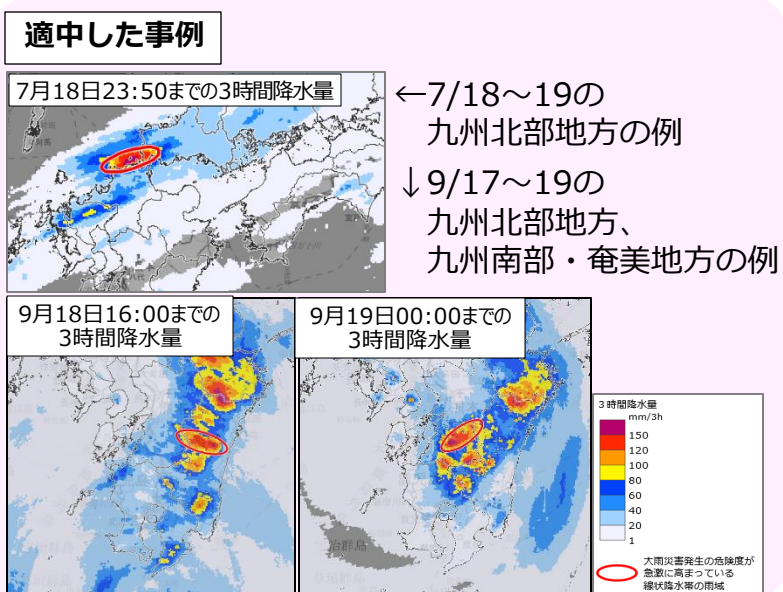 適中した事例
7月18日23:50までの3時間降水量
←7/18～19の
九州北部地方の例
↓9/17～19の
九州北部地方、
九州南部・奄美地方の例
9月18日16:00までの
3時間降水量
9月19日00:00までの
3時間降水量
3時間降水量
mm/3h
150
120
100
80
60
40
20
1
大雨災害発生の危険度が
急激に高まっている
線状降水帯の雨域